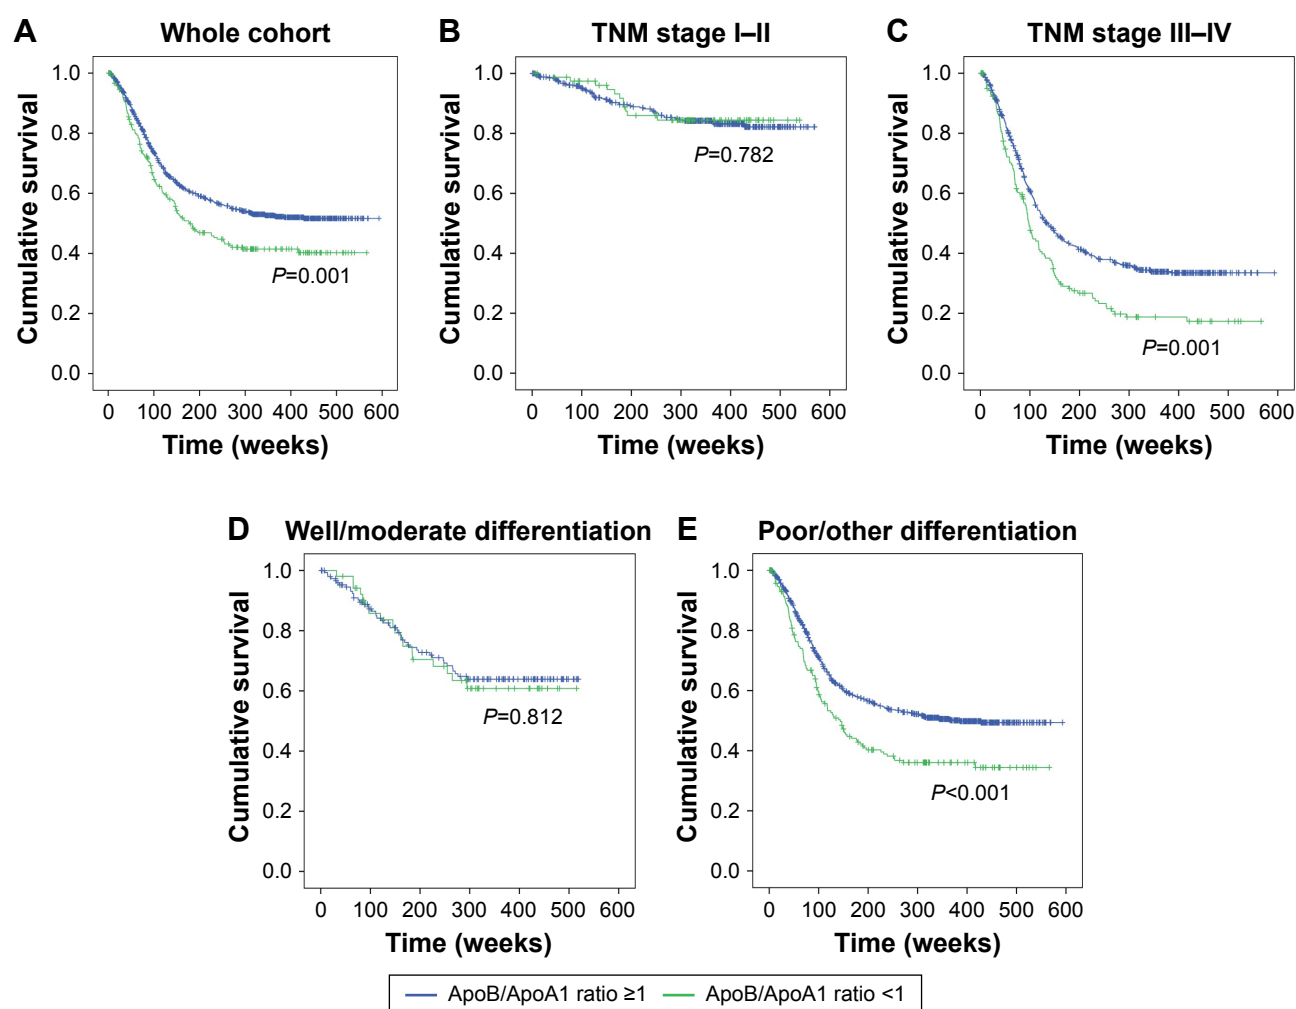 A Whole cohort
Cumulative survival
1.0
0.8
0.6
0.4
0.2
0.0
P=0.001
0 100 200 300 400 500 600
Time (weeks)
B TNM stage I–II
Cumulative survival
1.0
0.8
0.6
0.4
0.2
0.0
P=0.782
0 100 200 300 400 500 600
Time (weeks)
C TNM stage III–IV
Cumulative survival
1.0
0.8
0.6
0.4
0.2
0.0
P=0.001
0 100 200 300 400 500 600
Time (weeks)
D Well/moderate differentiation
Cumulative survival
1.0
0.8
0.6
0.4
0.2
0.0
P=0.812
0 100 200 300 400 500 600
Time (weeks)
E Poor/other differentiation
Cumulative survival
1.0
0.8
0.6
0.4
0.2
0.0
P<0.001
0 100 200 300 400 500 600
Time (weeks)
ApoB/ApoA1 ratio ≥1 ApoB/ApoA1 ratio <1